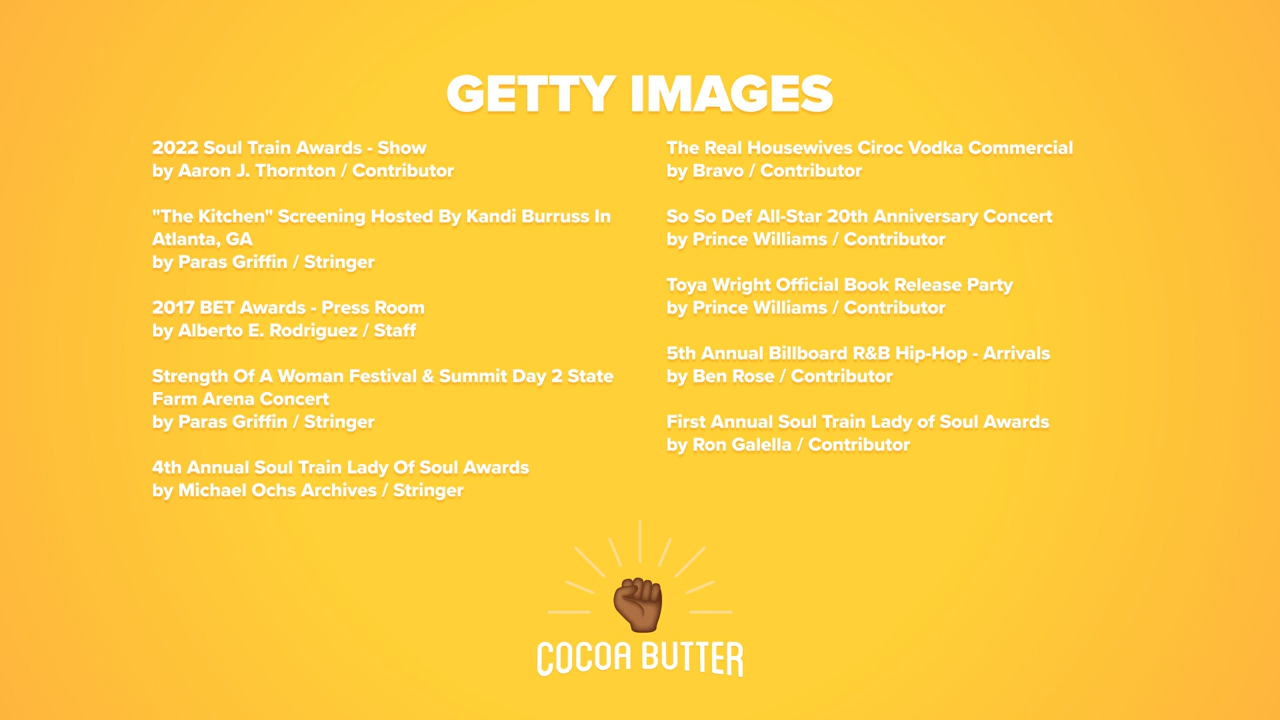 GETTY IMAGES
2022 Soul Train Awards - Show
by Aaron J. Thornton / Contributor
"The Kitchen" Screening Hosted By Kandi Burruss In
Atlanta, GA
by Paras Griffin / Stringer
2017 BET Awards - Press Room
by Alberto E. Rodriguez / Staff
Strength Of A Woman Festival & Summit Day 2 State
Farm Arena Concert
by Paras Griffin / Stringer
4th Annual Soul Train Lady Of Soul Awards
by Michael Ochs Archives / Stringer
The Real Housewives Ciroc Vodka Commercial
by Bravo / Contributor
So So Def All-Star 20th Anniversary Concert
by Prince Williams / Contributor
Toya Wright Official Book Release Party
by Prince Williams / Contributor
5th Annual Billboard R&B Hip-Hop - Arrivals
by Ben Rose / Contributor
First Annual Soul Train Lady of Soul Awards
by Ron Galella / Contributor
COCOA BUTTER